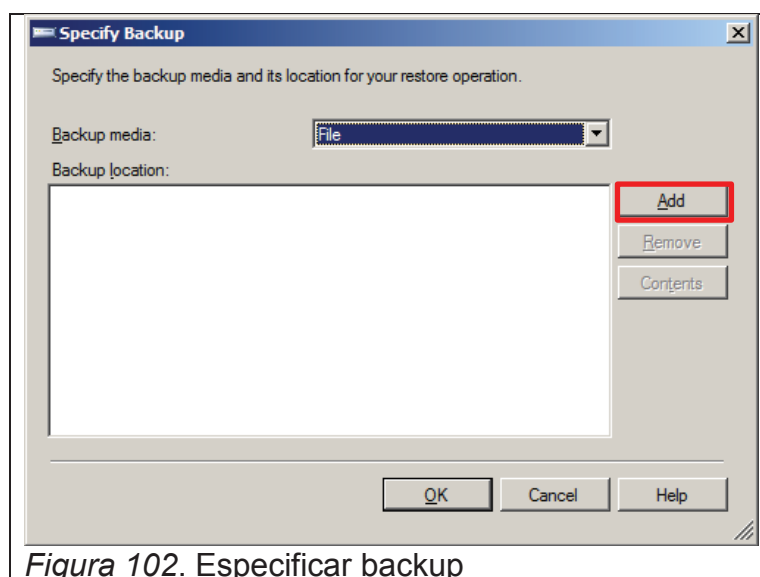 Specify Backup
Specify the backup media and its location for your restore operation.
Backup media:
File
Backup location:
Add
Remove
Contents
OK
Cancel
Help
Figura 102. Especificar backup